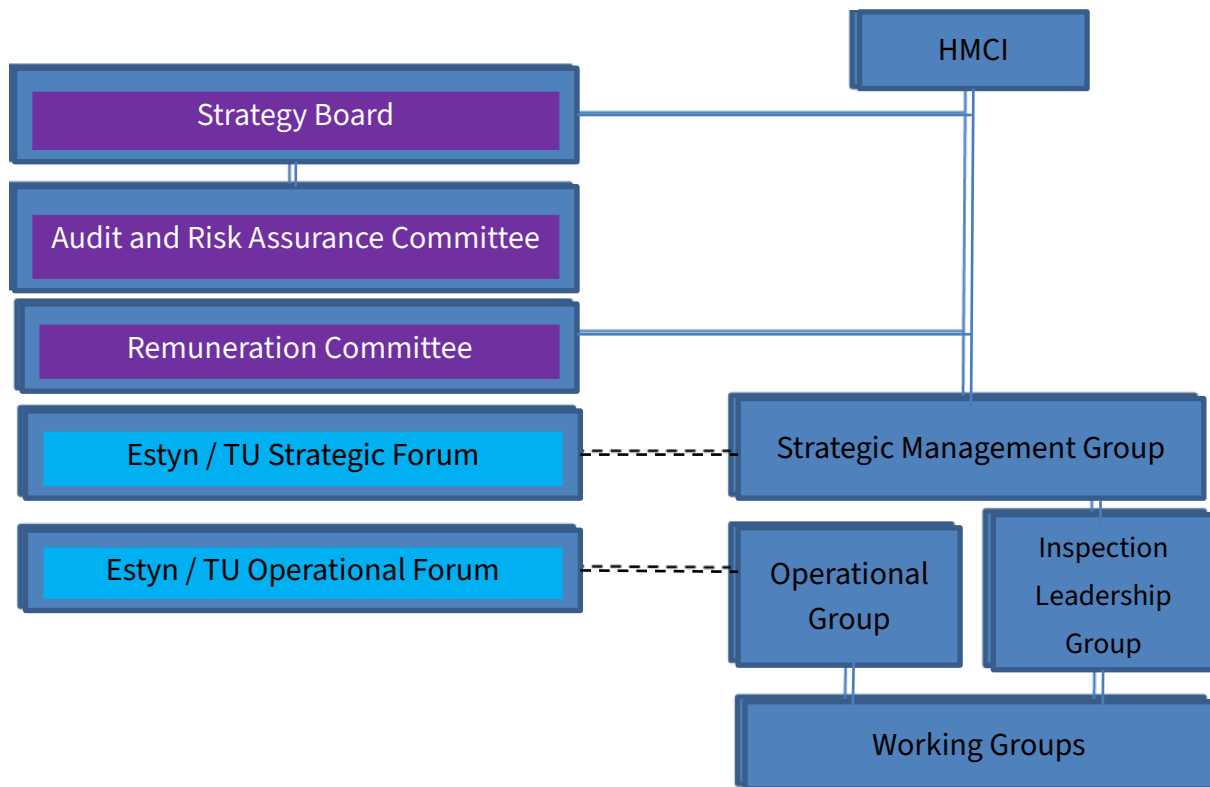 HMCI
Strategy Board
Audit and Risk Assurance Committee
Remuneration Committee
Estyn / TU Strategic Forum
Strategic Management Group
Estyn / TU Operational Forum
Operational
Group
Inspection
Leadership
Group
Working Groups